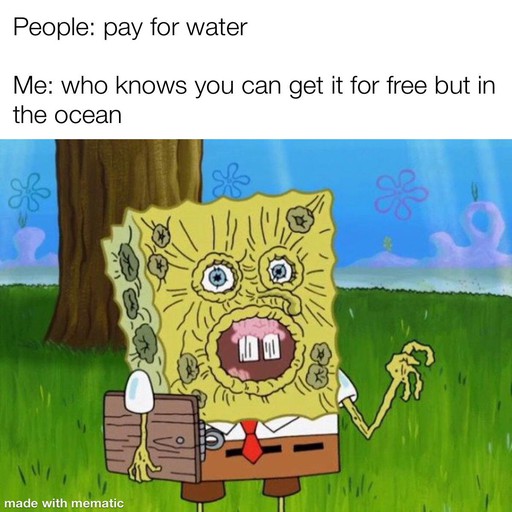 People: pay for water
Me: who knows you can get it for free but in
the ocean
made with mematic